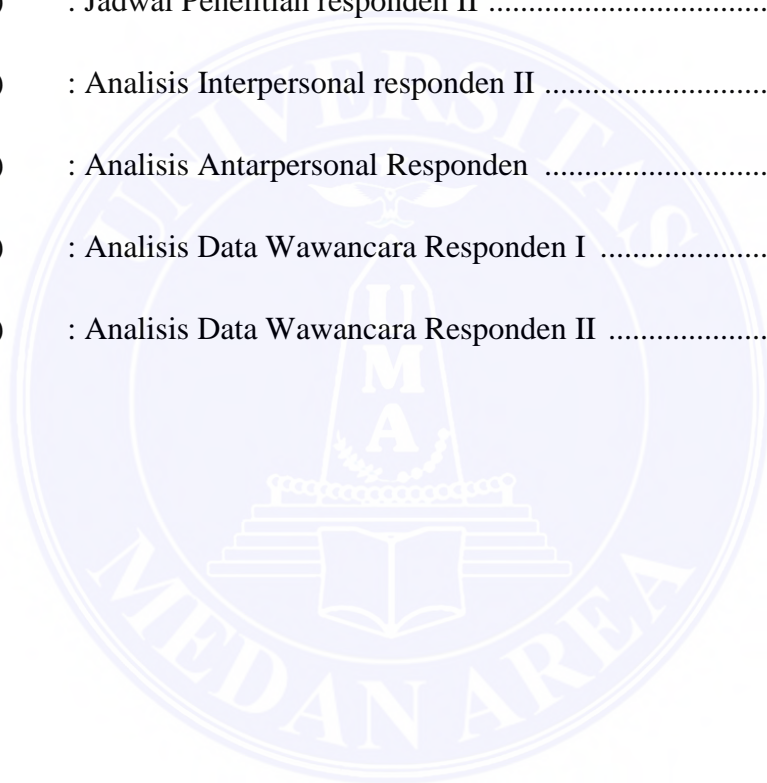 ) : Jadwal Penelitian responden II ...................................
) : Analisis Interpersonal responden II ............................
) : Analisis Antarpersonal Responden ............................
) : Analisis Data Wawancara Responden I .....................
) : Analisis Data Wawancara Responden II ....................
UNIVERSITAS
U
M
A
MEDAN AREA